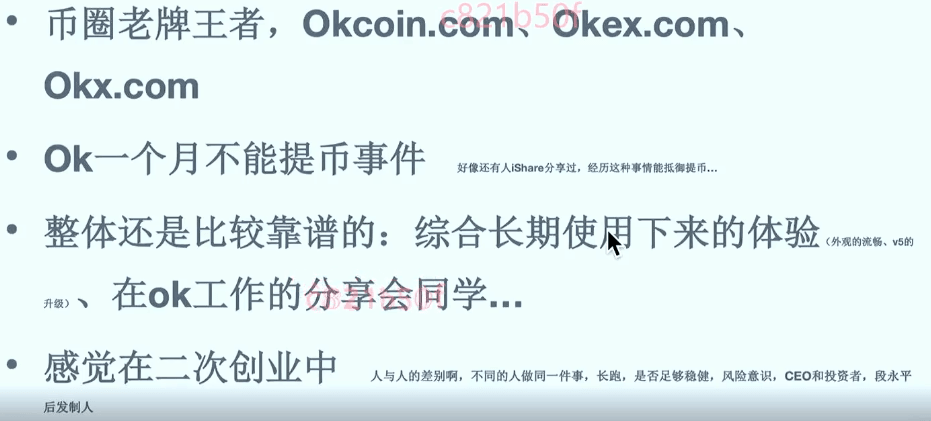 • 币圈老牌王者，Okcoin.com、Okex.com、
Okx.com
• Ok一个月不能提币事件 好像还有人iShare分享过，经历这种事情能抵御提币...
• 整体还是比较靠谱的：综合长期使用下来的体验（外观的流畅、v5的
升级）、在ok工作的分享会同学...
• 感觉在二次创业中 人与人的差别啊，不同的人做同一件事，长跑，是否足够稳健，风险意识，CEO和投资者，段永平
后发制人
c821b50f
c821b50f